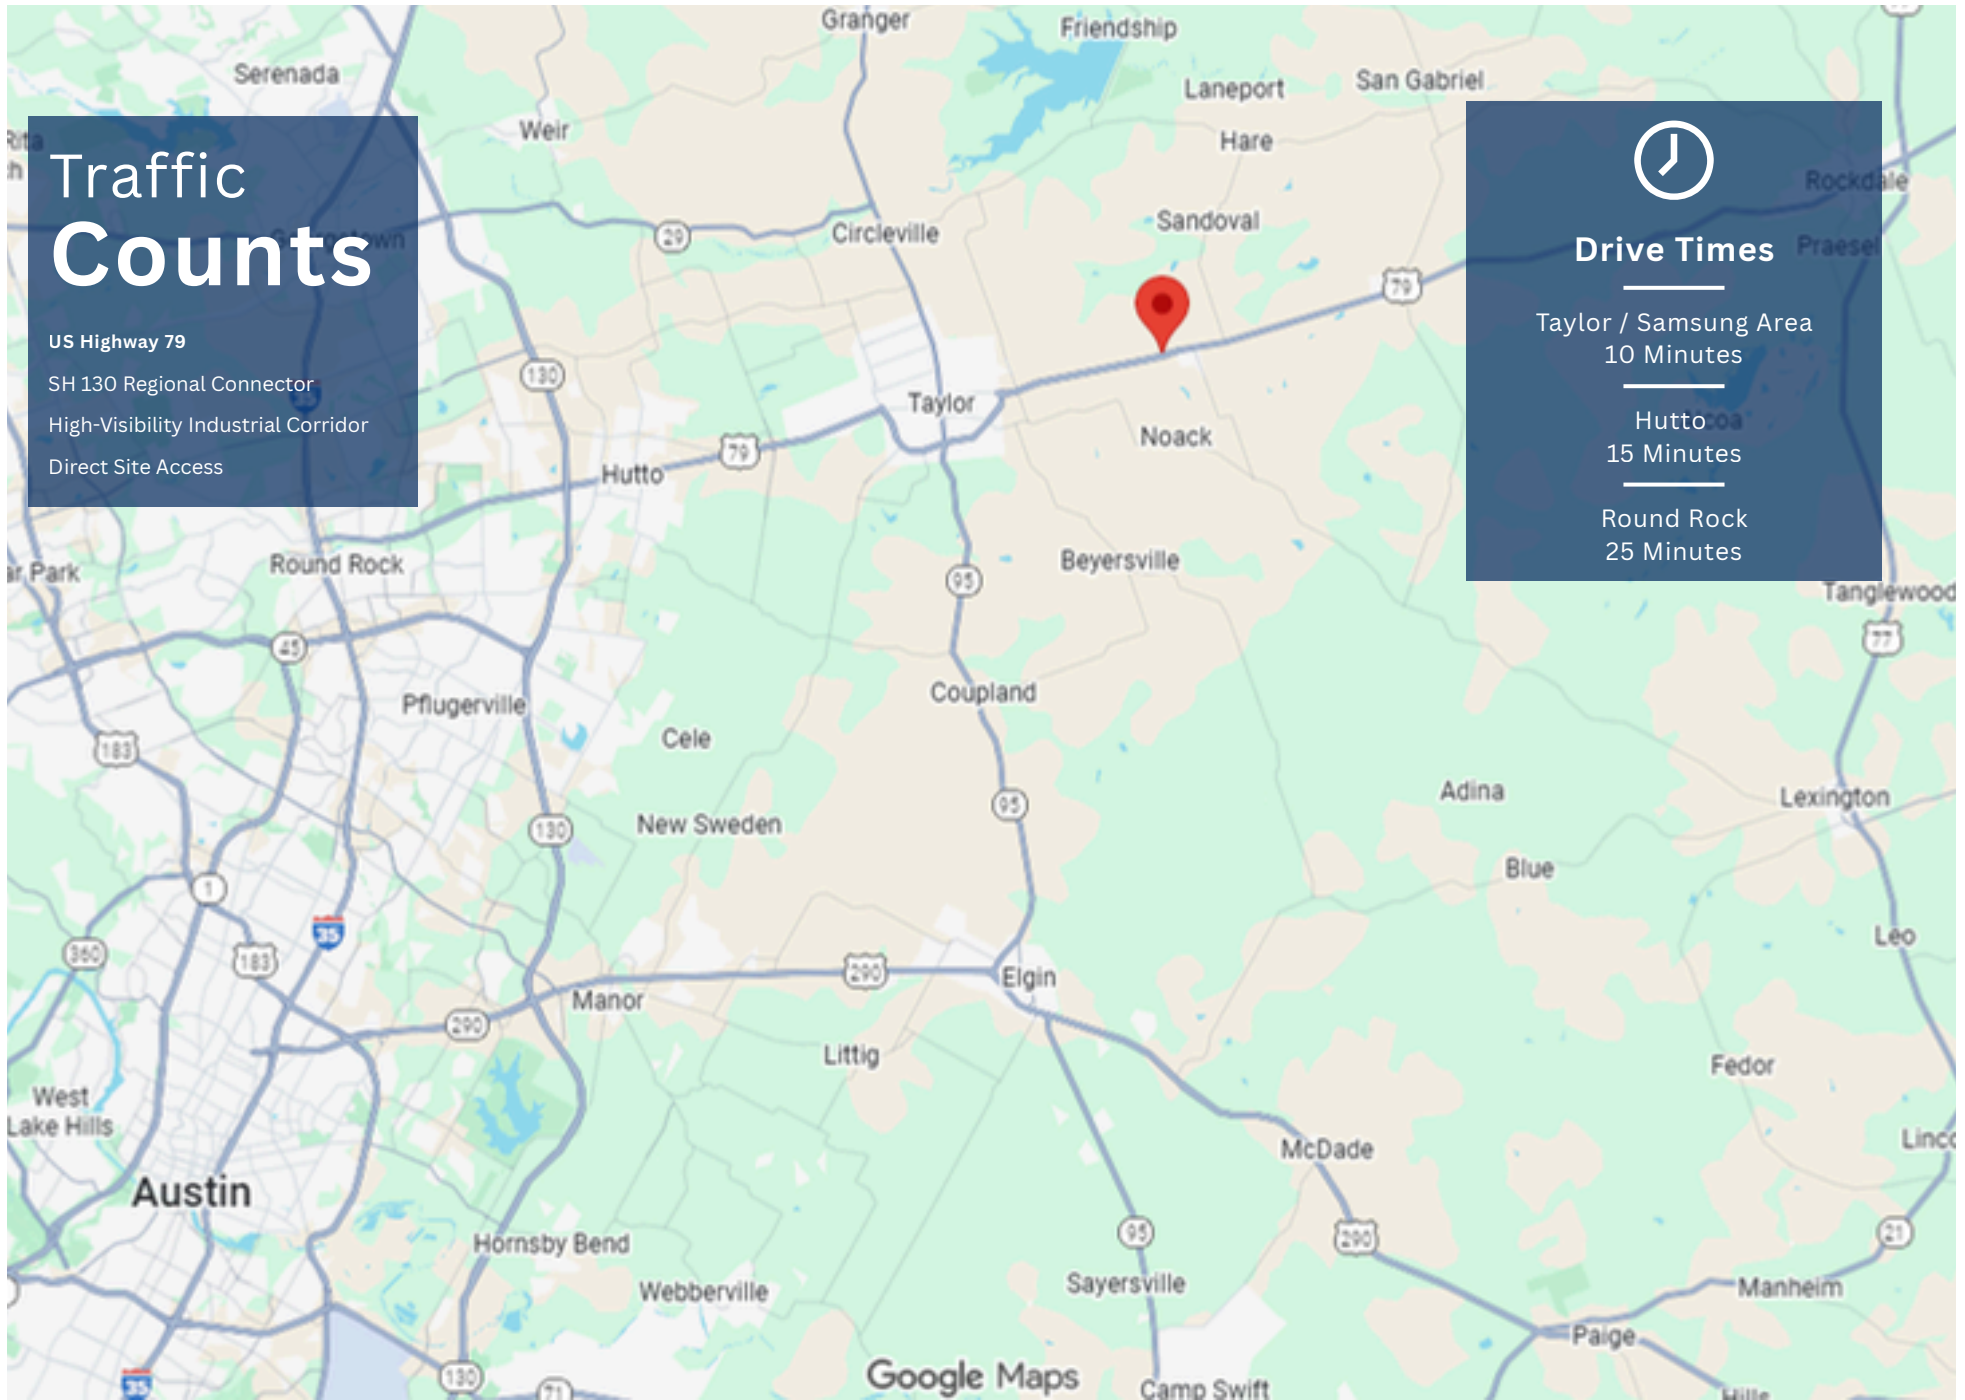 Granger
Friendship
Serenada
Laneport
San Gabriel
Weir
Hare
Traffic
Counts
US Highway 79
SH 130 Regional Connector
High-Visibility Industrial Corridor
Direct Site Access
Drive Times
Taylor / Samsung Area
10 Minutes
Hutto
15 Minutes
Round Rock
25 Minutes
Rockdale
Praesel
Sandoval
Circleville
29
79
130
Taylor
Noack
79
Hutto
35
Round Rock
Beyersville
95
Tanglewood
77
45
Coupland
Pflugerville
183
Cele
Adina
Lexington
95
New Sweden
130
Blue
1
35
360
183
Leo
290
Elgin
Manor
290
Littig
Fedor
West
Lake Hills
McDade
Austin
95
290
21
Hornsby Bend
Sayersville
Webberville
Manheim
Paige
Google Maps
130
71
35
Camp Swift